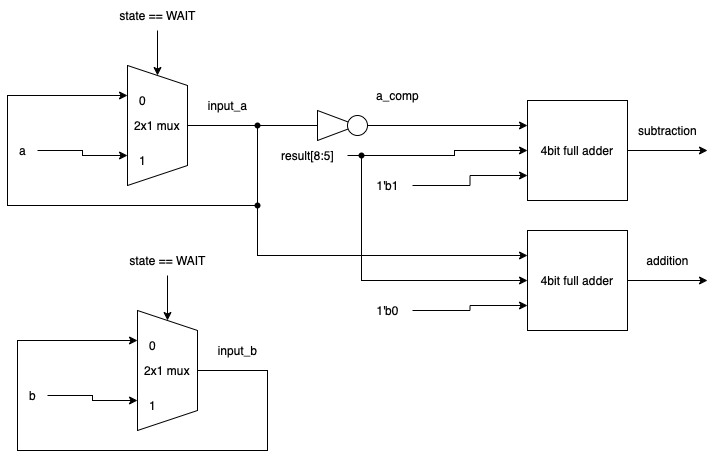 state == WAIT
0
input_a
a_comp
2x1 mux
subtraction
a
1
result[8:5]
4bit full adder
1'b1
state == WAIT
addition
4bit full adder
1'b0
0
input_b
2x1 mux
b
1